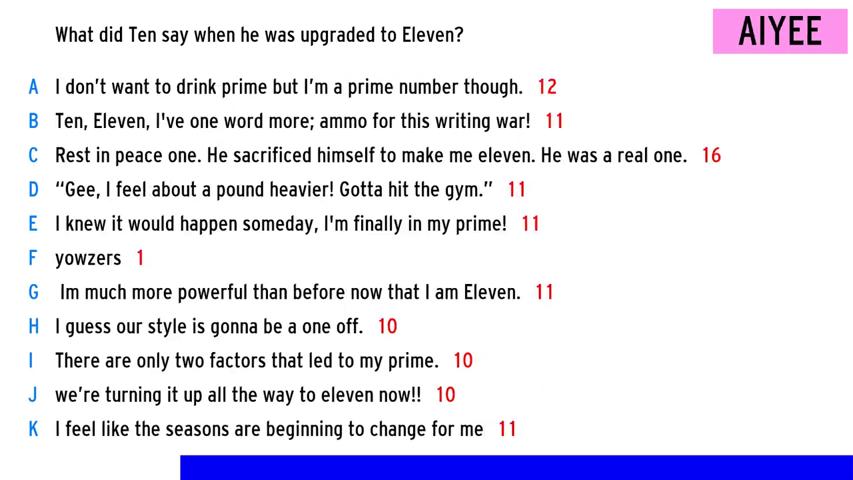 What did Ten say when he was upgraded to Eleven?
AIYEE
A I don't want to drink prime but I'm a prime number though. 12
B Ten, Eleven, I've one word more; ammo for this writing war! 11
C Rest in peace one. He sacrificed himself to make me eleven. He was a real one. 16
D “Gee, I feel about a pound heavier! Gotta hit the gym.” 11
E I knew it would happen someday, I'm finally in my prime! 11
F yowzers 1
G Im much more powerful than before now that I am Eleven. 11
H I guess our style is gonna be a one off. 10
I There are only two factors that led to my prime. 10
J we're turning it up all the way to eleven now!! 10
K I feel like the seasons are beginning to change for me 11